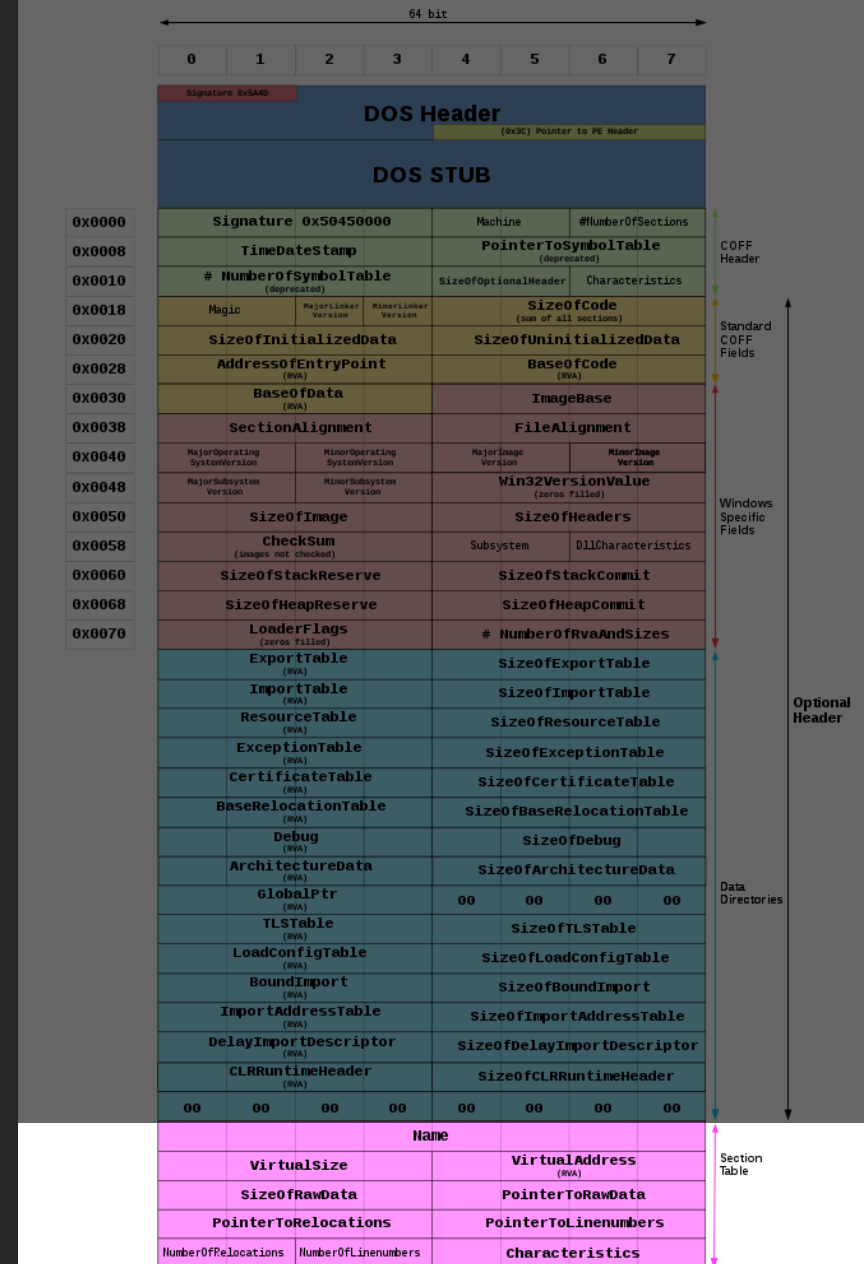 64 bit
0 1 2 3 4 5 6 7
Signature 0x5A4D
DOS Header
(0x3C) Pointer to PE Header
DOS STUB
0x0000 Signature 0x50450000 Machine #NumberOfSections
0x0008 TimeDateStamp PointerToSymbolTable
(deprecated)
COFF
Header
0x0010 # NumberOfSymbolTable
(deprecated)
SizeOfOptionalHeader Characteristics
0x0018 Magic MajorLinker
Version
MinorLinker
Version
SizeOfCode
(sum of all sections)
Standard
COFF
Fields
0x0020 SizeOfInitializedData SizeOfUninitializedData
0x0028 AddressOfEntryPoint
(RVA)
BaseOfCode
(RVA)
0x0030 BaseOfData
(RVA)
ImageBase
0x0038 SectionAlignment FileAlignment
0x0040 MajorOperating
SystemVersion
MinorOperating
SystemVersion
MajorImage
Version
MinorImage
Version
0x0048 MajorSubsystem
Version
MinorSubsystem
Version
Win32VersionValue
(zeros filled)
Windows
Specific
Fields
0x0050 SizeOfImage SizeOfHeaders
0x0058 CheckSum
(images not checked)
Subsystem DllCharacteristics
0x0060 SizeOfStackReserve SizeOfStackCommit
0x0068 SizeOfHeapReserve SizeOfHeapCommit
0x0070 LoaderFlags
(zeros filled)
# NumberOfRvaAndSizes
ExportTable
(RVA)
SizeOfExportTable
ImportTable
(RVA)
SizeOfImportTable
Optional
Header
ResourceTable
(RVA)
SizeOfResourceTable
ExceptionTable
(RVA)
SizeOfExceptionTable
CertificateTable
(RVA)
SizeOfCertificateTable
BaseRelocationTable
(RVA)
SizeOfBaseRelocationTable
Debug
(RVA)
SizeOfDebug
ArchitectureData
(RVA)
SizeOfArchitectureData
GlobalPtr
(RVA)
00 00 00 00
Data
Directories
TLSTable
(RVA)
SizeOfTLSTable
LoadConfigTable
(RVA)
SizeOfLoadConfigTable
BoundImport
(RVA)
SizeOfBoundImport
ImportAddressTable
(RVA)
SizeOfImportAddressTable
DelayImportDescriptor
(RVA)
SizeOfDelayImportDescriptor
CLRRuntimeHeader
(RVA)
SizeOfCLRRuntimeHeader
00 00 00 00 00 00 00 00
Name
VirtualSize VirtualAddress
(RVA)
Section
Table
SizeOfRawData PointerToRawData
PointerToRelocations PointerToLinenumbers
NumberOfRelocations NumberOfLinenumbers Characteristics